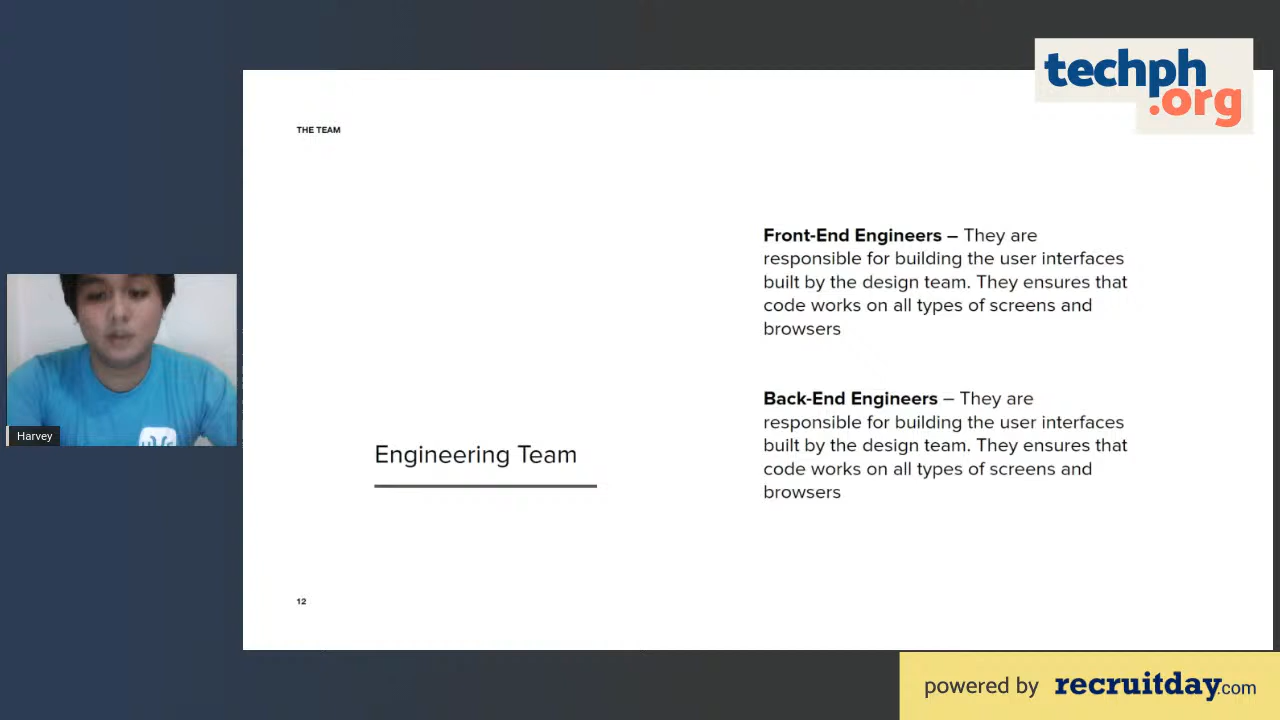 techph
.org
THE TEAM
Front-End Engineers – They are
responsible for building the user interfaces
built by the design team. They ensures that
code works on all types of screens and
browsers
Back-End Engineers – They are
responsible for building the user interfaces
built by the design team. They ensures that
code works on all types of screens and
browsers
Engineering Team
Harvey
12
powered by recruitday.com